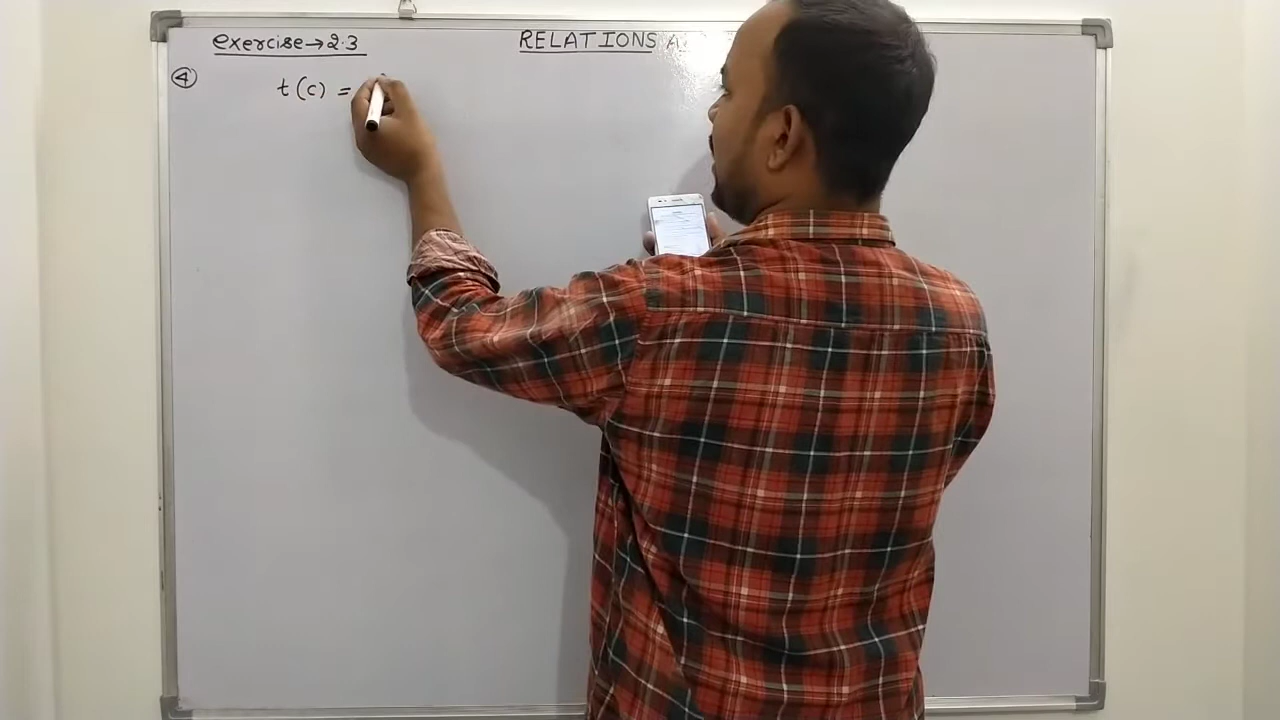 exercise→2.3
RELATIONS
④ t(c) =